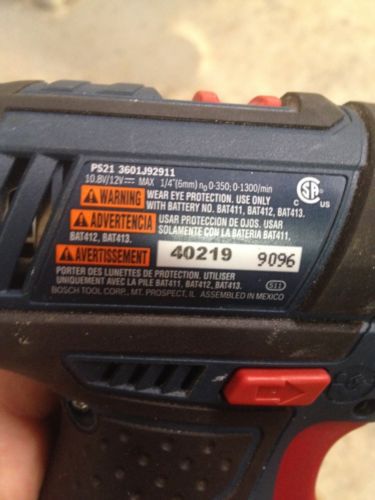 PS21 3601J92911
10.8V/12V MAX 1/4"(6mm) n₀ 0-350; 0-1300/min
WARNING WEAR EYE PROTECTION. USE ONLY
WITH BATTERY NO. BAT411, BAT412, BAT413.
ADVERTENCIA USAR PROTECCION DE OJOS. USAR
SOLAMENTE CON LA BATERIA BAT411,
BAT412, BAT413.
AVERTISSEMENT 40219 9096
PORTER DES LUNETTES DE PROTECTION. UTILISER
UNIQUEMENT AVEC LA PILE BAT411, BAT412, BAT413.
BOSCH TOOL CORP., MT. PROSPECT, IL ASSEMBLED IN MEXICO
C SA US